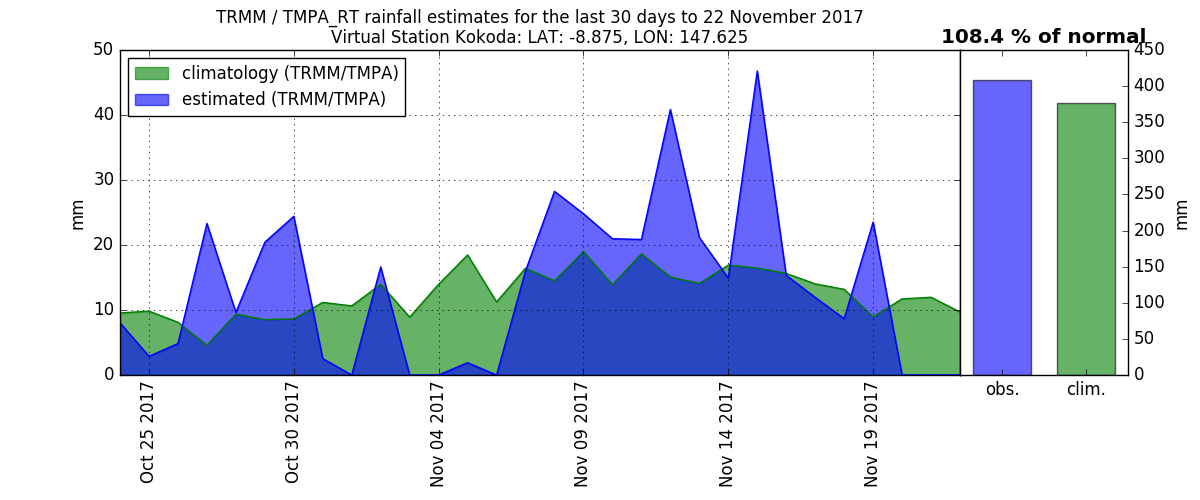 TRMM / TMPA_RT rainfall estimates for the last 30 days to 22 November 2017
Virtual Station Kokoda: LAT: -8.875, LON: 147.625
108.4 % of normal
climatology (TRMM/TMPA)
estimated (TRMM/TMPA)
50
40
30
20
10
0
mm
Oct 25 2017
Oct 30 2017
Nov 04 2017
Nov 09 2017
Nov 14 2017
Nov 19 2017
450
400
350
300
250
200
150
100
50
0
mm
obs.
clim.